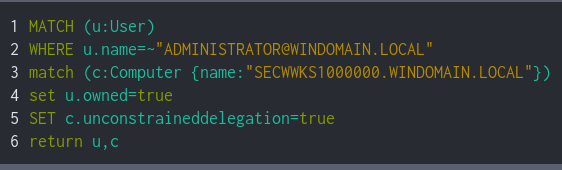 1 MATCH (u:User)
2 WHERE u.name=~"ADMINISTRATOR@WINDOMAIN.LOCAL"
3 match (c:Computer {name:"SECWWKS1000000.WINDOMAIN.LOCAL"})
4 set u.owned=true
5 SET c.unconstraineddelegation=true
6 return u,c